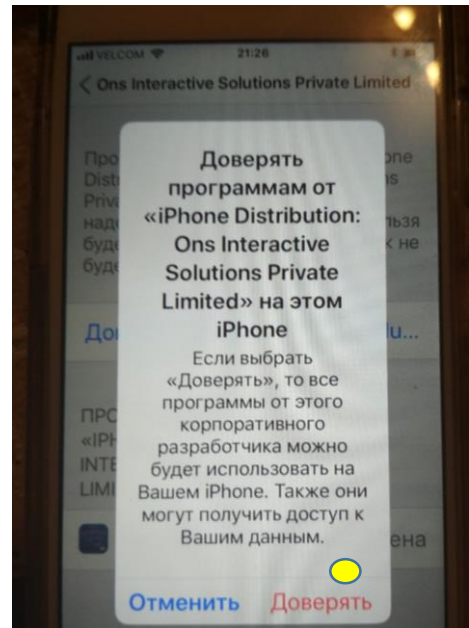 VELCOM 21:26
Ons Interactive Solutions Private Limited
Доверять
программам от
«iPhone Distribution:
Ons Interactive
Solutions Private
Limited» на этом
iPhone
Если выбрать
«Доверять», то все
программы от этого
корпоративного
разработчика можно
будет использовать на
Вашем iPhone. Также они
могут получить доступ к
Вашим данным.
Отменить Доверять